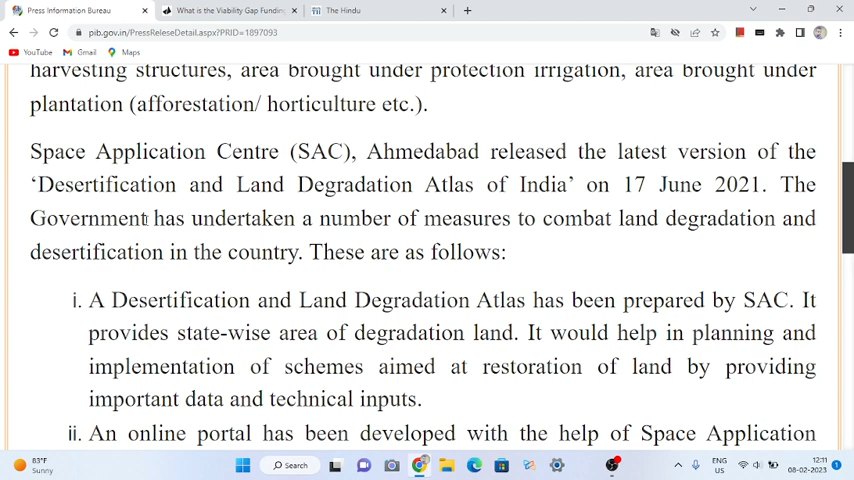 Press Information Bureau
What is the Viability Gap Funding
The Hindu
pib.gov.in/PressReleseDetail.aspx?PRID=1897093
YouTube
Gmail
Maps
harvesting structures, area brought under protection irrigation, area brought under
plantation (afforestation/ horticulture etc.).
Space Application Centre (SAC), Ahmedabad released the latest version of the
‘Desertification and Land Degradation Atlas of India’ on 17 June 2021. The
Government has undertaken a number of measures to combat land degradation and
desertification in the country. These are as follows:
i. A Desertification and Land Degradation Atlas has been prepared by SAC. It
provides state-wise area of degradation land. It would help in planning and
implementation of schemes aimed at restoration of land by providing
important data and technical inputs.
ii. An online portal has been developed with the help of Space Application
83°F
Sunny
Search
ENG
US
12:11
08-02-2023
1